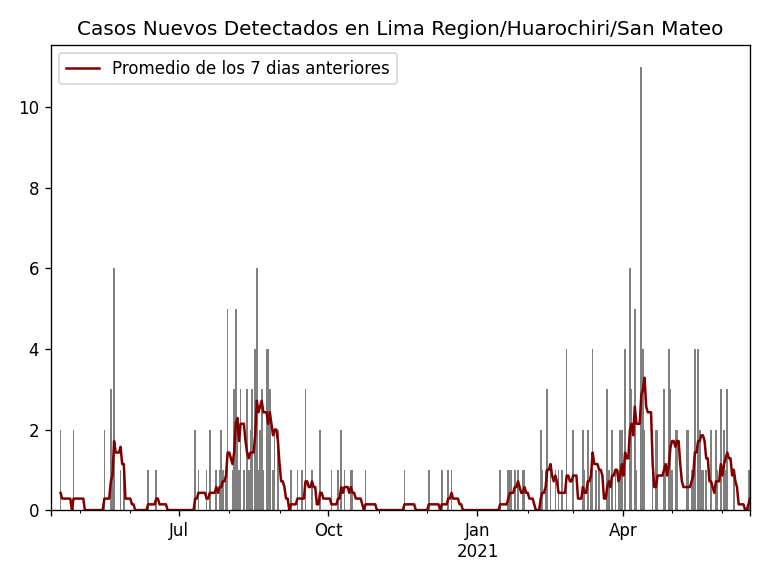 Casos Nuevos Detectados en Lima Region/Huarochiri/San Mateo
Promedio de los 7 dias anteriores
10
8
6
4
2
0
Jul Oct Jan Apr
2021